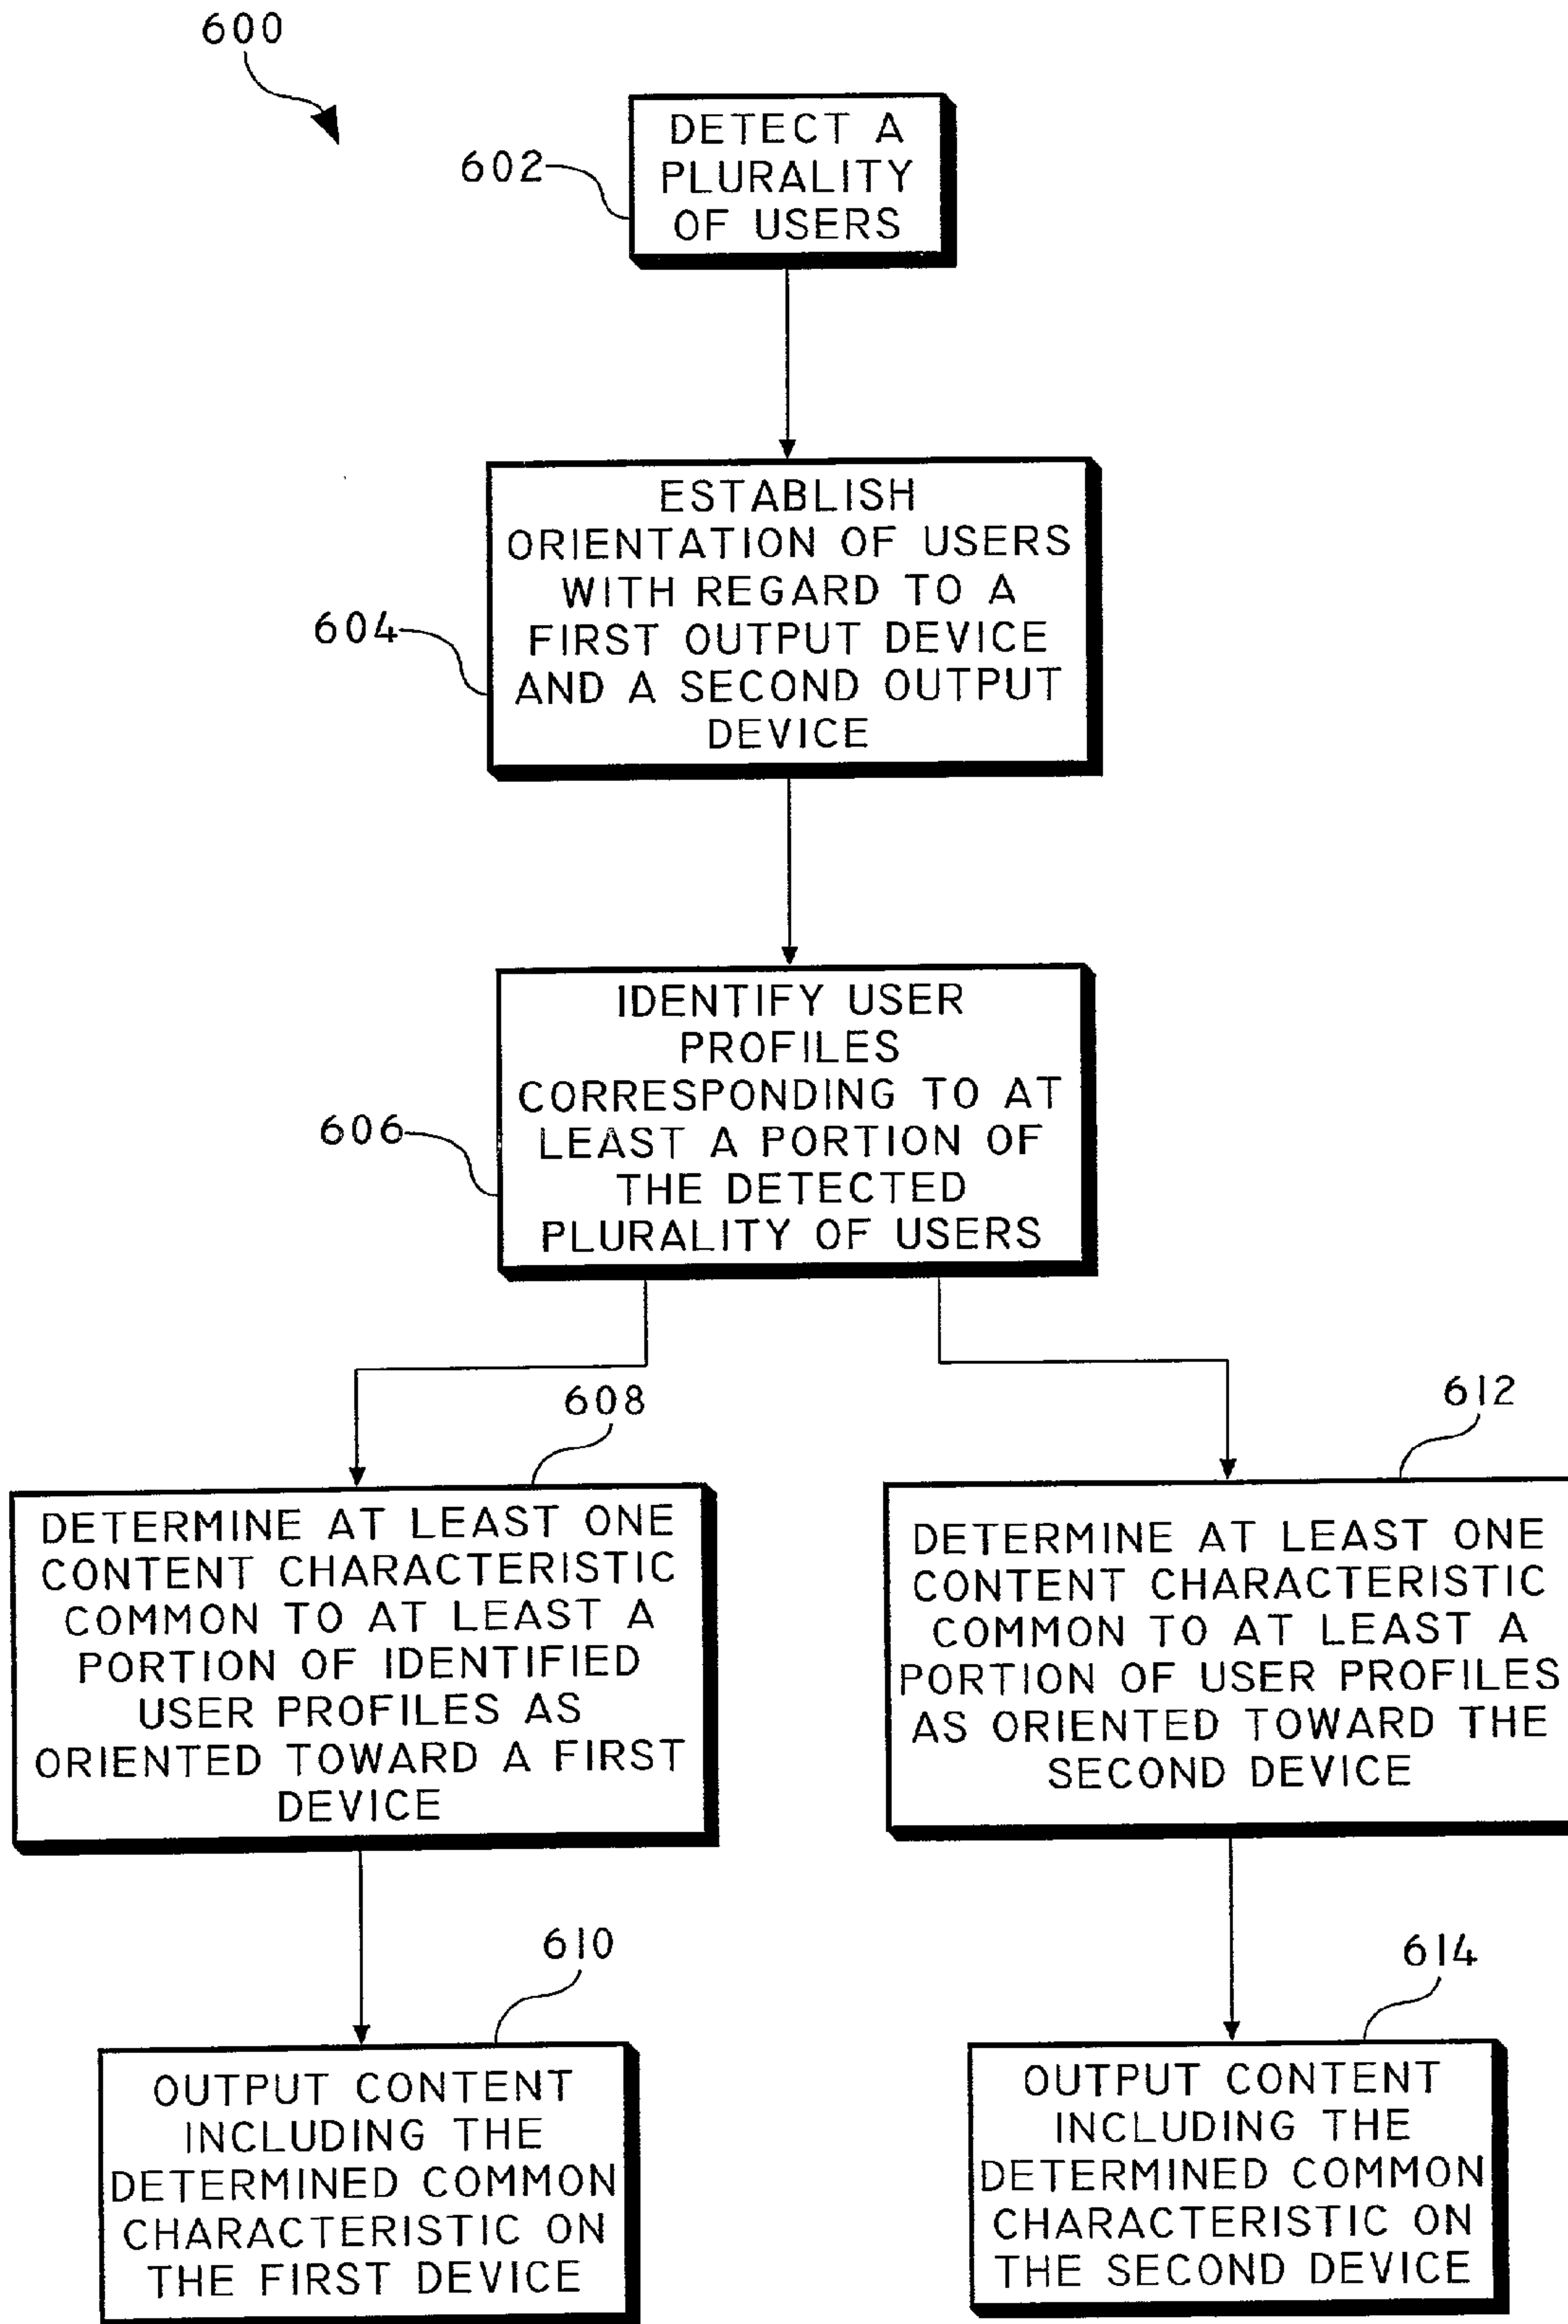 600
602
DETECT A
PLURALITY
OF USERS
604
ESTABLISH
ORIENTATION OF USERS
WITH REGARD TO A
FIRST OUTPUT DEVICE
AND A SECOND OUTPUT
DEVICE
606
IDENTIFY USER
PROFILES
CORRESPONDING TO AT
LEAST A PORTION OF
THE DETECTED
PLURALITY OF USERS
608
DETERMINE AT LEAST ONE
CONTENT CHARACTERISTIC
COMMON TO AT LEAST A
PORTION OF IDENTIFIED
USER PROFILES AS
ORIENTED TOWARD A FIRST
DEVICE
612
DETERMINE AT LEAST ONE
CONTENT CHARACTERISTIC
COMMON TO AT LEAST A
PORTION OF USER PROFILES
AS ORIENTED TOWARD THE
SECOND DEVICE
610
OUTPUT CONTENT
INCLUDING THE
DETERMINED COMMON
CHARACTERISTIC ON
THE FIRST DEVICE
614
OUTPUT CONTENT
INCLUDING THE
DETERMINED COMMON
CHARACTERISTIC ON
THE SECOND DEVICE